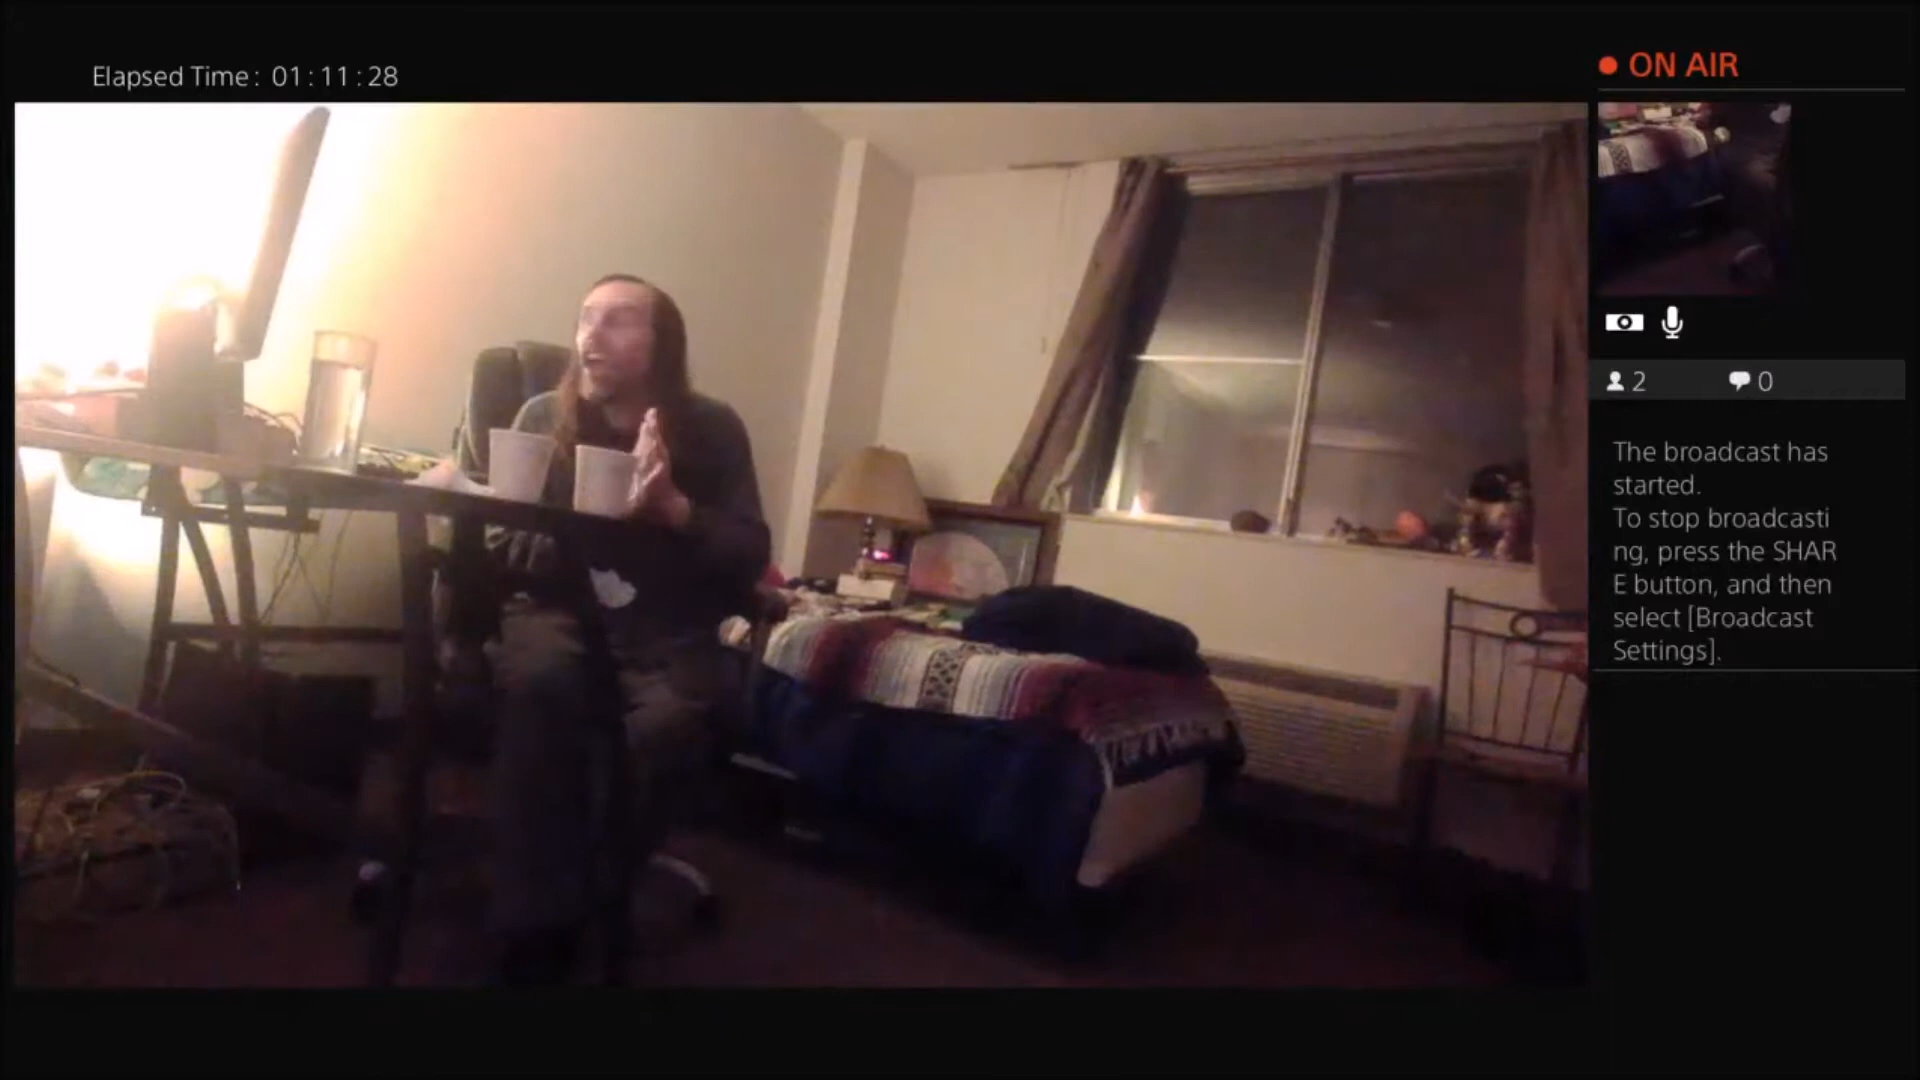 Elapsed Time: 01:11:28
ON AIR
2 0
The broadcast has
started.
To stop broadcasti
ng, press the SHAR
E button, and then
select [Broadcast
Settings].